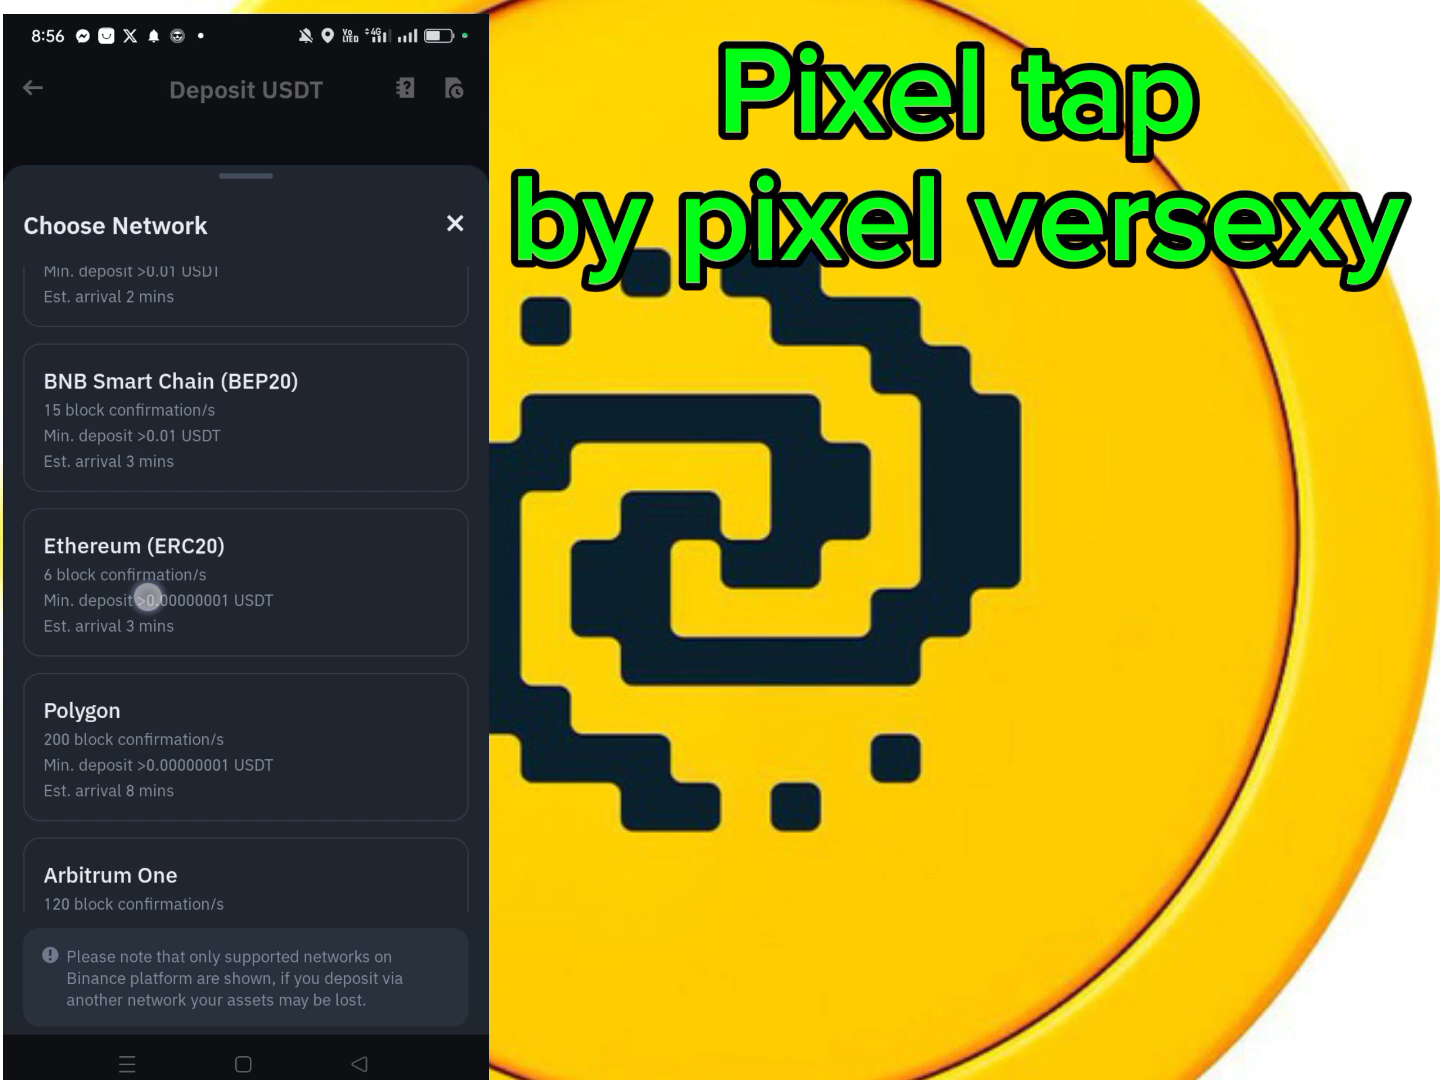 8:56
Deposit USDT
Choose Network
Min. deposit >0.01 USDT
Est. arrival 2 mins
BNB Smart Chain (BEP20)
15 block confirmation/s
Min. deposit >0.01 USDT
Est. arrival 3 mins
Ethereum (ERC20)
6 block confirmation/s
Min. deposit >0.00000001 USDT
Est. arrival 3 mins
Polygon
200 block confirmation/s
Min. deposit >0.00000001 USDT
Est. arrival 8 mins
Arbitrum One
120 block confirmation/s
Please note that only supported networks on
Binance platform are shown, if you deposit via
another network your assets may be lost.
Pixel tap
by pixel versexy